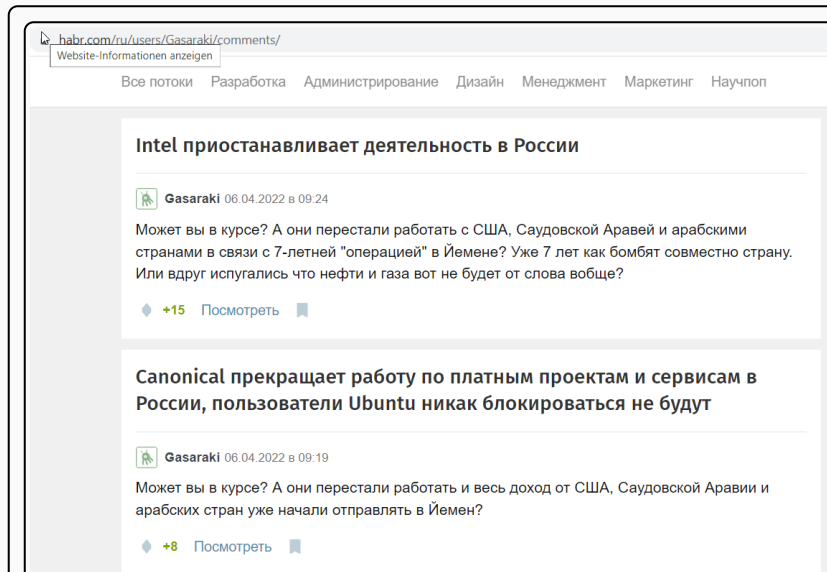 habr.com/ru/users/Gasaraki/comments/
Website-Informationen anzeigen
Все потоки Разработка Администрирование Дизайн Менеджмент Маркетинг Научпоп
Intel приостанавливает деятельность в России
Gasaraki 06.04.2022 в 09:24
Может вы в курсе? А они перестали работать с США, Саудовской Аравей и арабскими
странами в связи с 7-летней "операцией" в Йемене? Уже 7 лет как бомбят совместно страну.
Или вдруг испугались что нефти и газа вот не будет от слова вобще?
+15 Посмотреть
Canonical прекращает работу по платным проектам и сервисам в
России, пользователи Ubuntu никак блокироваться не будут
Gasaraki 06.04.2022 в 09:19
Может вы в курсе? А они перестали работать и весь доход от США, Саудовской Аравии и
арабских стран уже начали отправлять в Йемен?
+8 Посмотреть